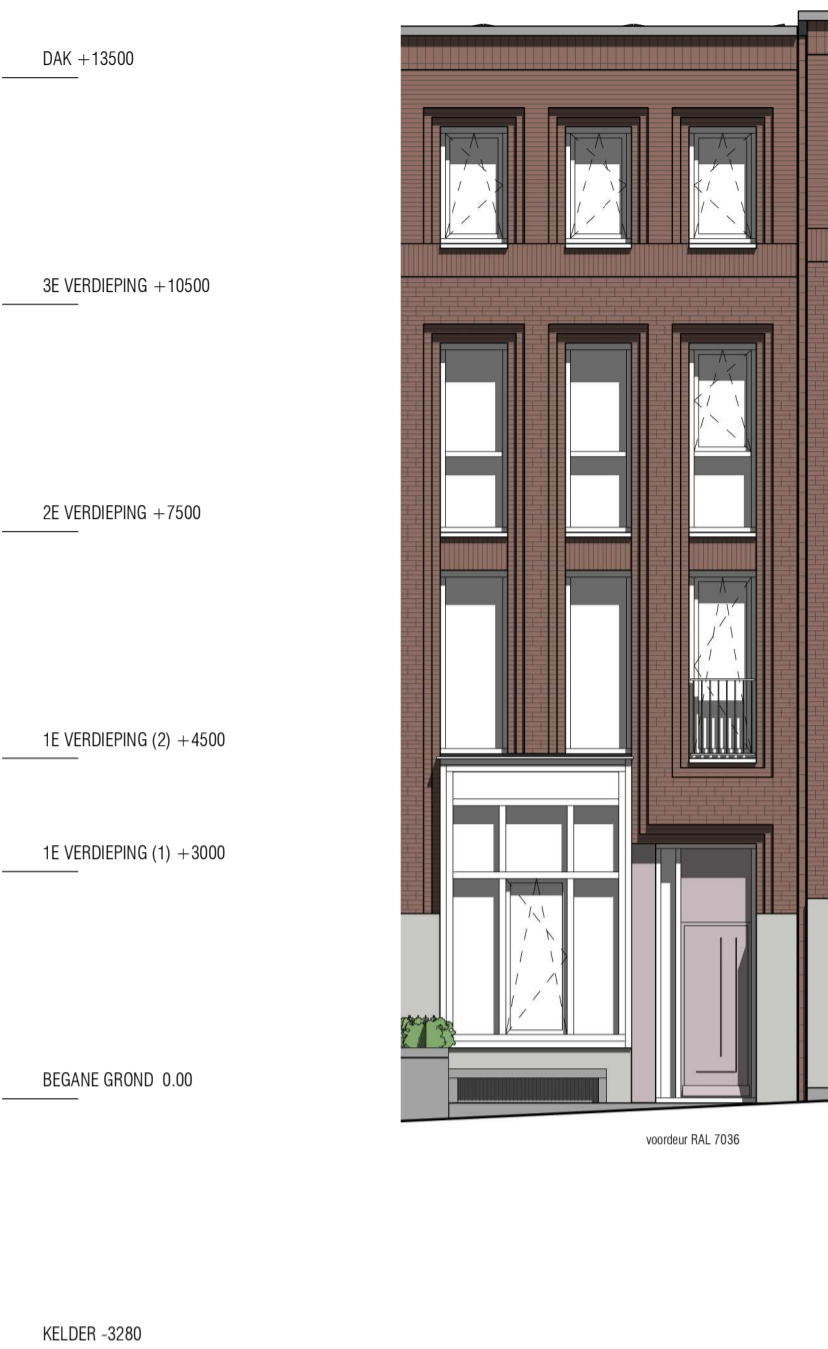 DAK +13500
3E VERDIEPING +10500
2E VERDIEPING +7500
1E VERDIEPING (2) +4500
1E VERDIEPING (1) +3000
BEGANE GROND 0.00
voordeur RAL 7036
KELDER -3280